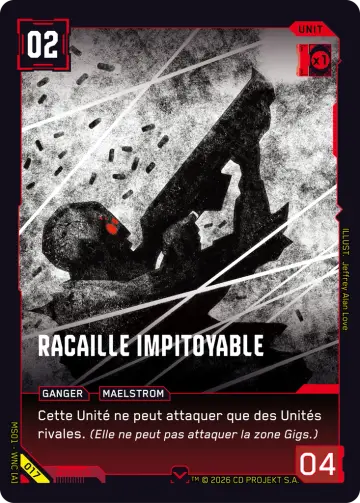 02
UNIT
x1
ILLUST. Jeffrey Alan Love
RACAILLE IMPITOYABLE
GANGER
MAELSTROM
Cette Unité ne peut attaquer que des Unités
rivales. (Elle ne peut pas attaquer la zone Gigs.)
MS01 · WNC [A]
017
™ © 2026 CD PROJEKT S.A.
04